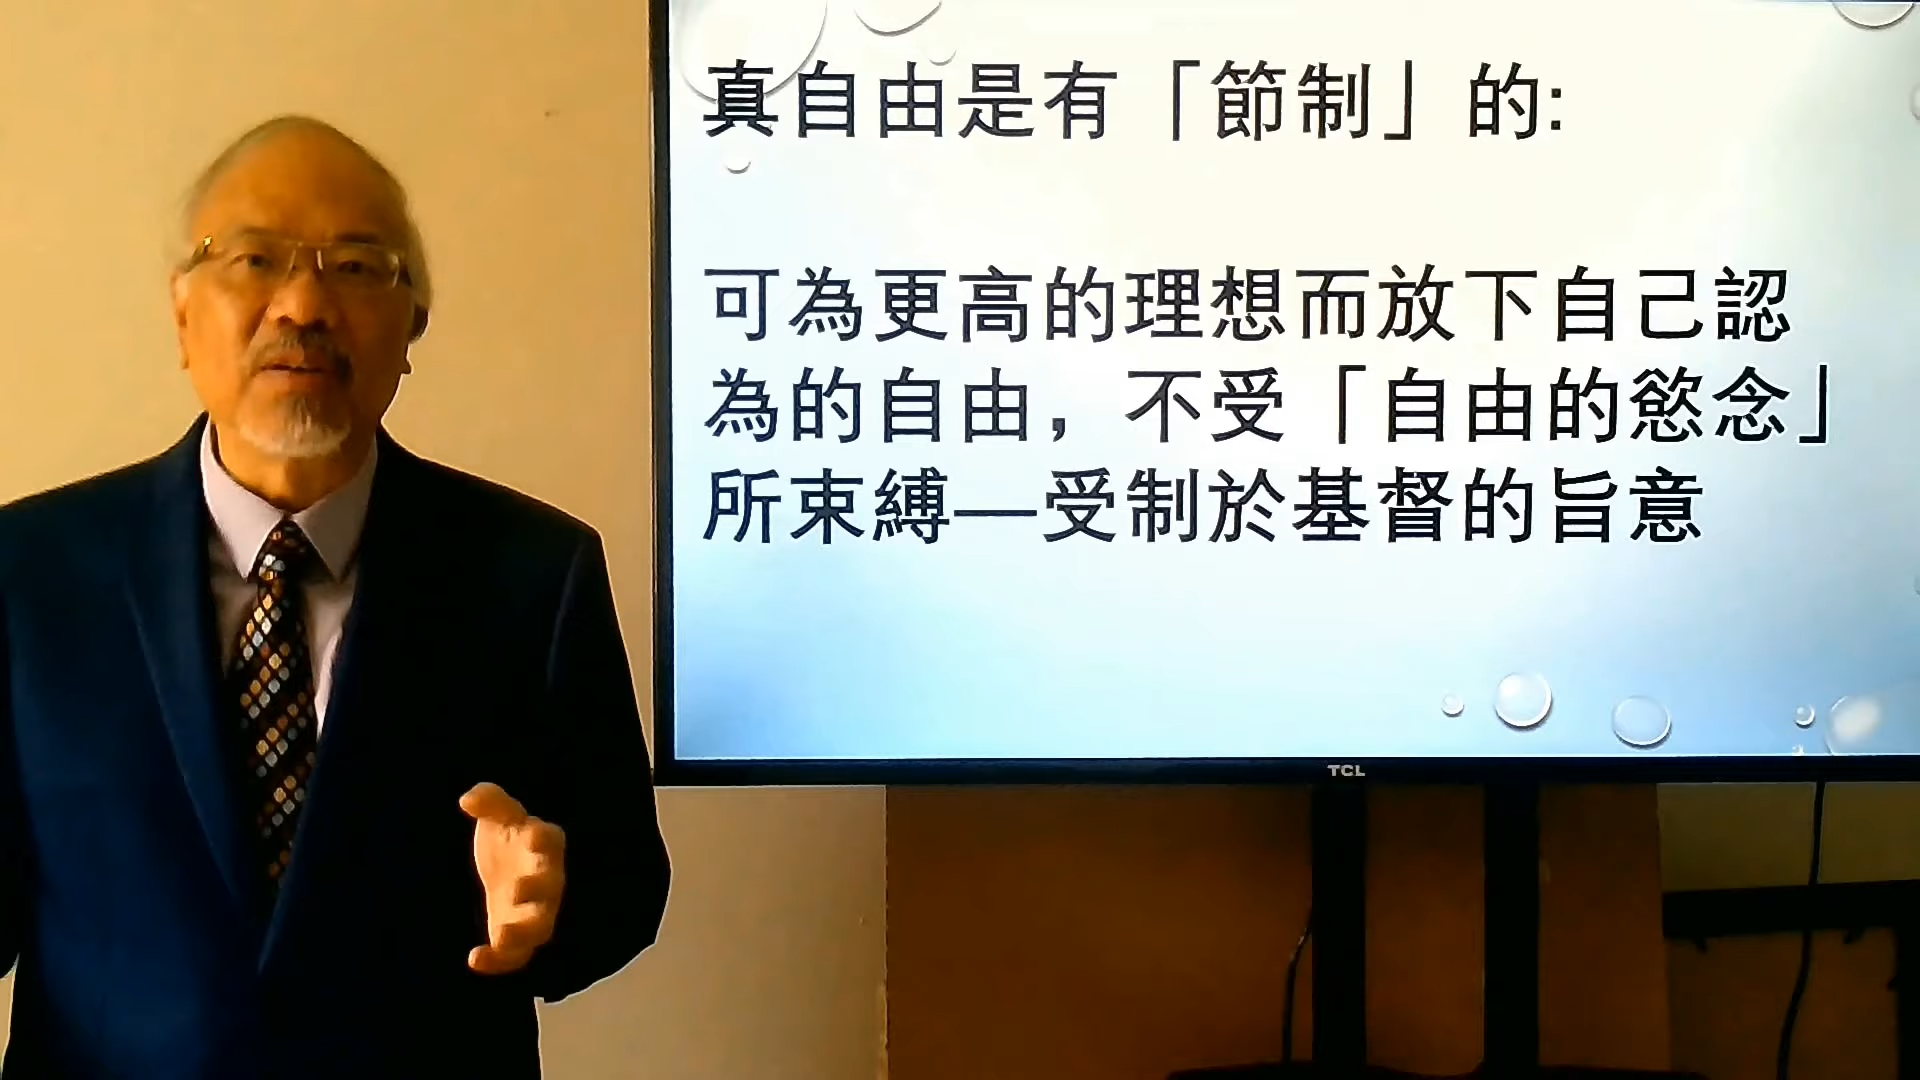 真自由是有「節制」的:
可為更高的理想而放下自己認
為的自由，不受「自由的慾念」
所束縛—受制於基督的旨意
TCL